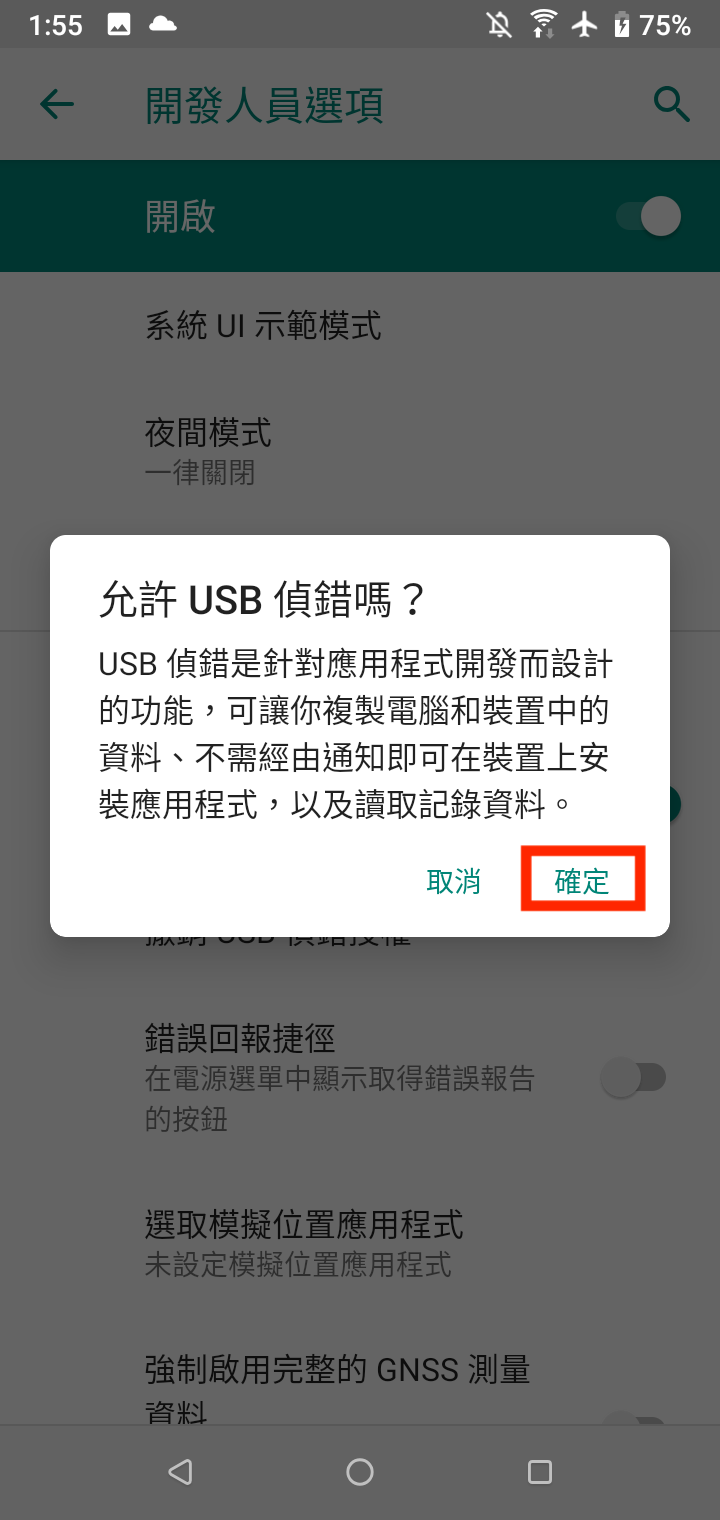 1:55
75%
開發人員選項
開啟
系統 UI 示範模式
夜間模式
一律關閉
允許 USB 偵錯嗎？
USB 偵錯是針對應用程式開發而設計
的功能，可讓你複製電腦和裝置中的
資料、不需經由通知即可在裝置上安
裝應用程式，以及讀取記錄資料。
取消
確定
撤銷 USB 偵錯授權
錯誤回報捷徑
在電源選單中顯示取得錯誤報告
的按鈕
選取模擬位置應用程式
未設定模擬位置應用程式
強制啟用完整的 GNSS 測量
資料